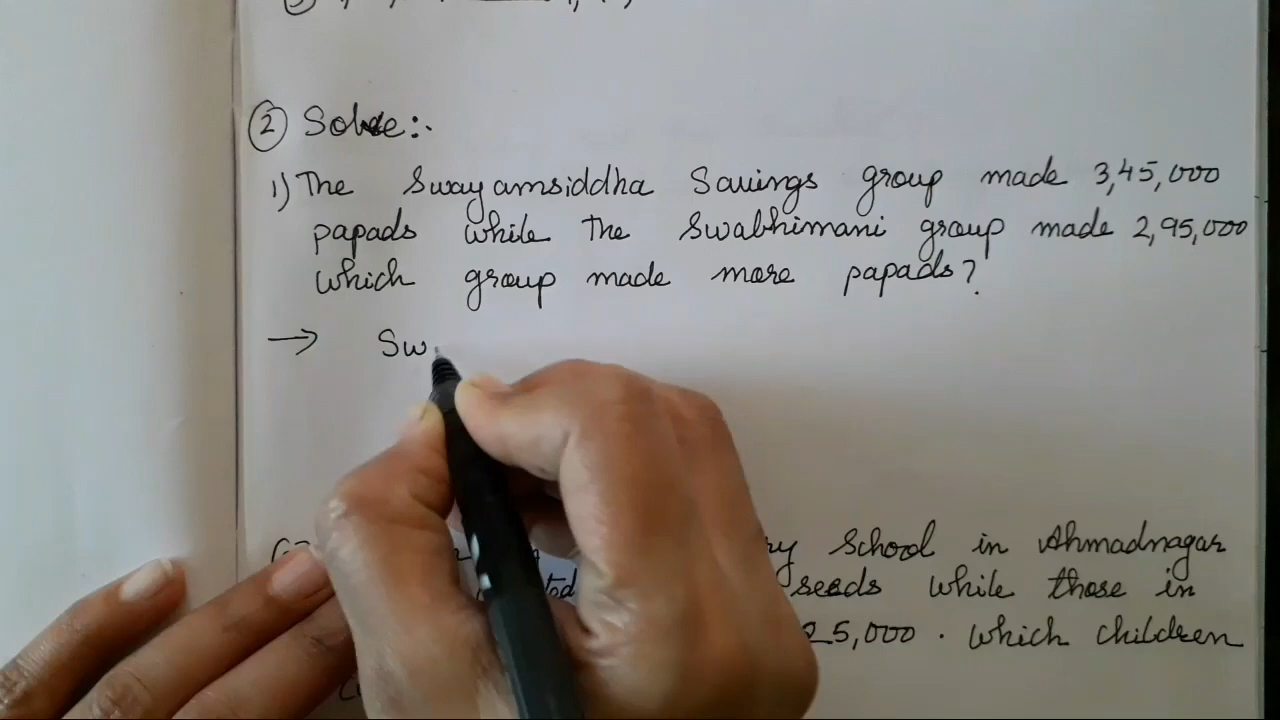 ② Solve:-
1) The Swayamsiddha Savings group made 3,45,000
papads while the Swabhimani group made 2,95,000
which group made more papads?
→ Sw
School in Ahmadnagar
seeds while those in
25,000. which children